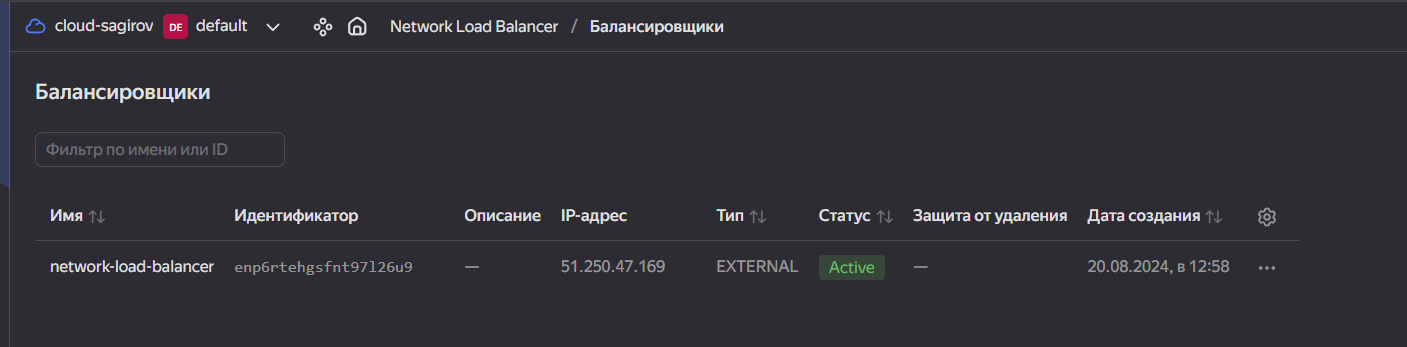 cloud-sagirov DE default Network Load Balancer / Балансировщики
Балансировщики
Фильтр по имени или ID
Имя Идентификатор Описание IP-адрес Тип Статус Защита от удаления Дата создания
network-load-balancer enp6rtehgsfnt97l26u9 — 51.250.47.169 EXTERNAL Active — 20.08.2024, в 12:58